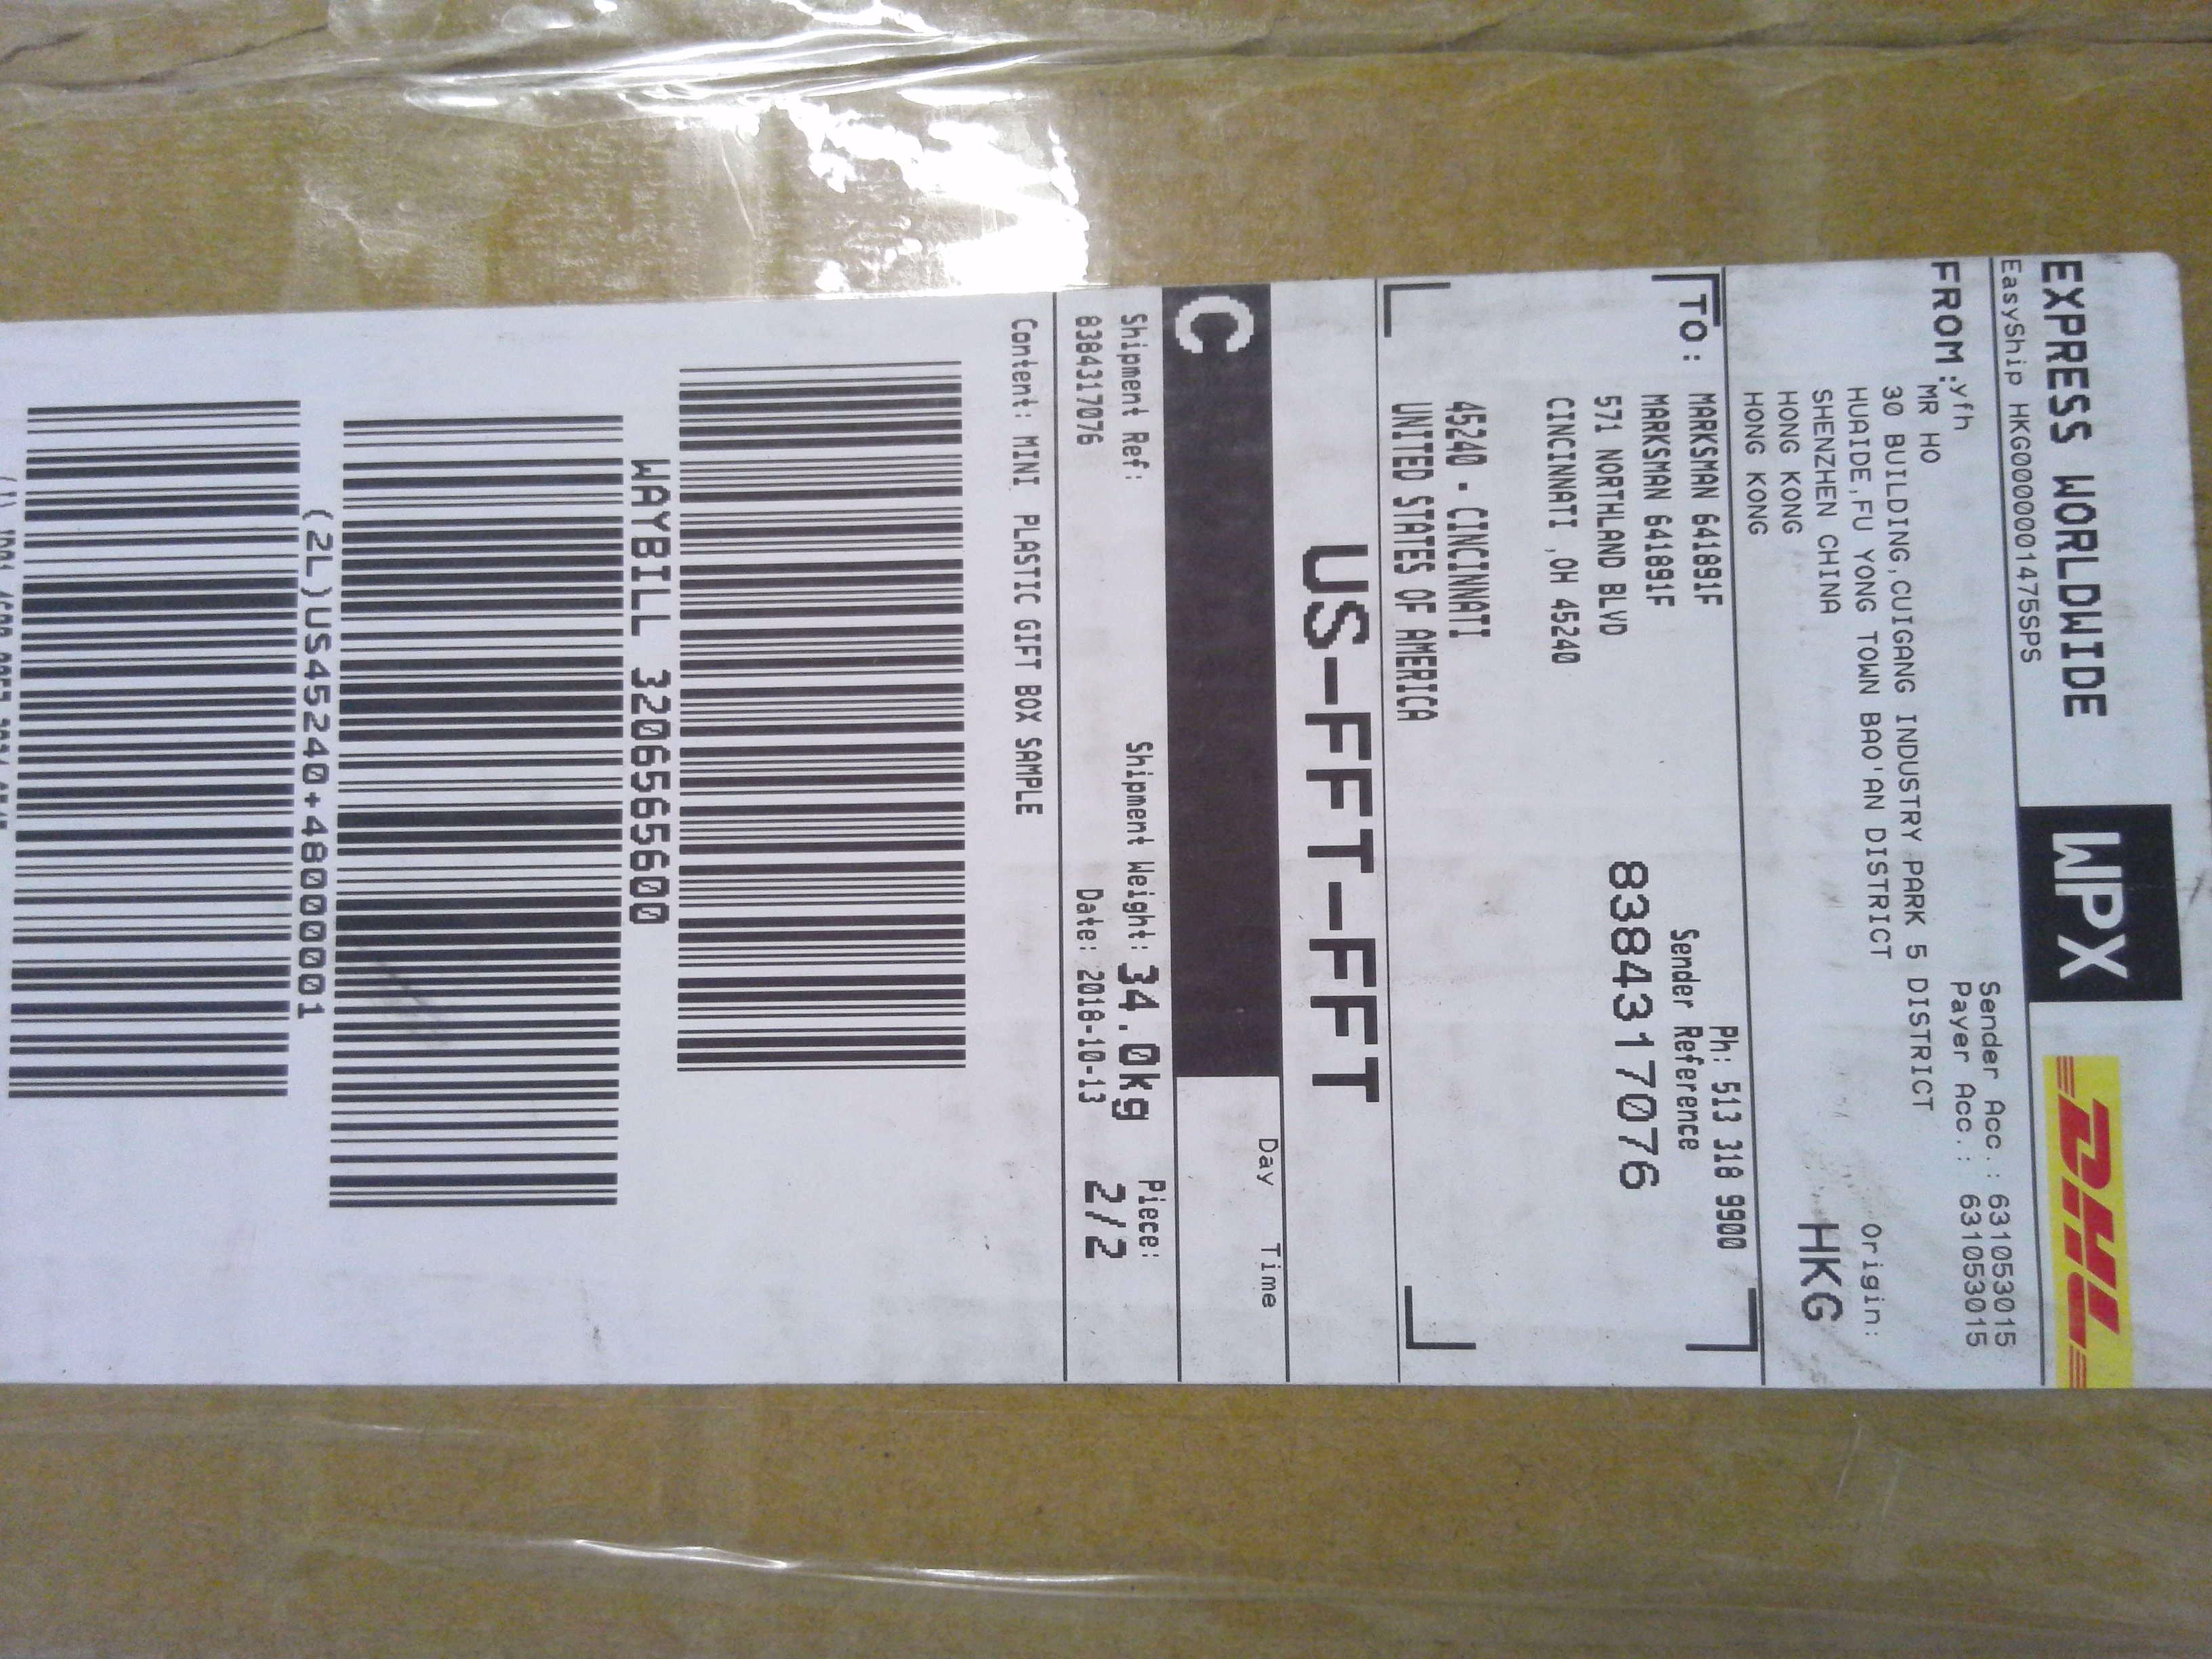 EXPRESS WORLDWIDE
WPX
DHL
EasyShip HKG0000001475SPS
FROM: yfh
MR HO
30 BUILDING,CUIGANG INDUSTRY PARK 5 DISTRICT
HUAIDE,FU YONG TOWN BAO'AN DISTRICT
SHENZHEN CHINA
HONG KONG
HONG KONG
Sender Acc.: 631053015
Payer Acc.: 631053015
Origin:
HKG
TO: MARKSMAN 641891F
MARKSMAN 641891F
571 NORTHLAND BLVD
CINCINNATI ,OH 45240
45240 - CINCINNATI
UNITED STATES OF AMERICA
Ph: 513 318 9900
Sender Reference
8384317076
US-FFT-FFT
C
Day Time
Shipment Ref:
8384317076
Shipment Weight: 34.0kg
Date: 2018-10-13
Piece:
2/2
Content: MINI PLASTIC GIFT BOX SAMPLE
WAYBILL 3206565600
(2L)US45240+48000001